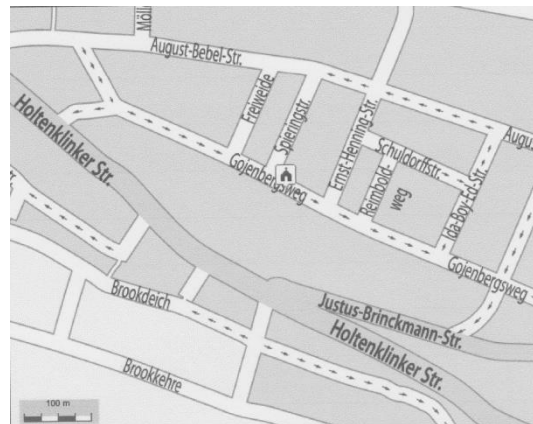 August-Bebel-Str.
Freiweide
Spieringstr.
Ernst-Henning-Str.
Schuldorffstr.
Reimbold-
weg
Ida-Boy-Ed-Str.
Gojenbergsweg
Gojenbergsweg
Holtenklinker Str.
Justus-Brinckmann-Str.
Holtenklinker Str.
Brookdeich
Brookkehre
100 m